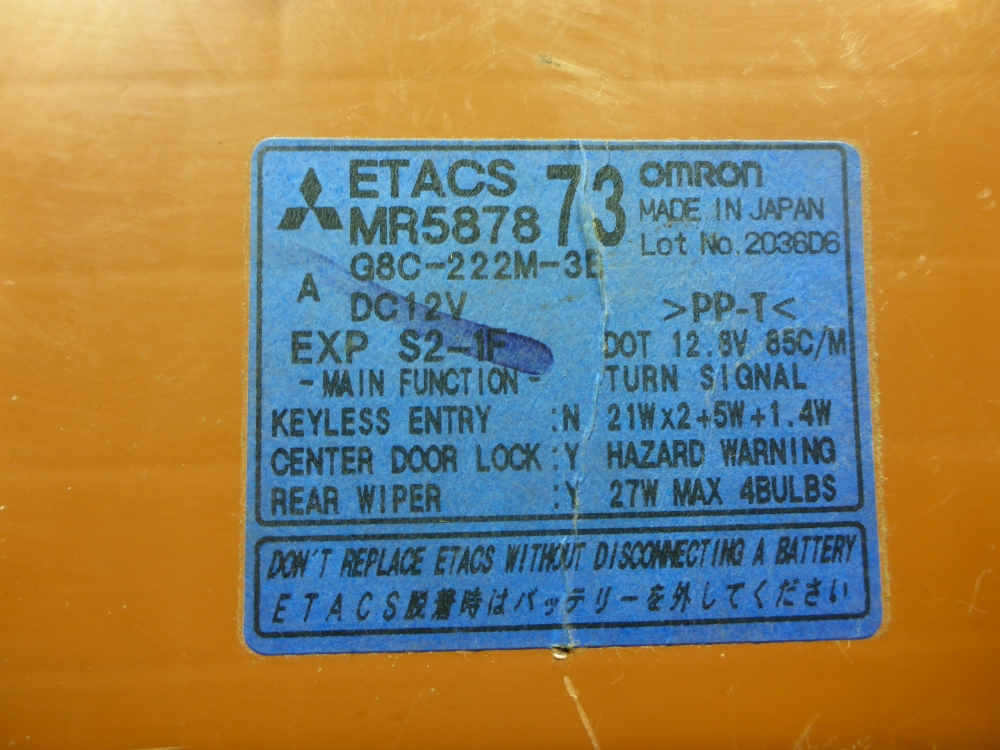 ETACS 73 omron
MR5878 MADE IN JAPAN
Lot No.2036D6
G8C-222M-3E
A DC12V >PP-T<
EXP S2-1F DOT 12.8V 85C/M
-MAIN FUNCTION- TURN SIGNAL
KEYLESS ENTRY :N 21W×2+5W+1.4W
CENTER DOOR LOCK:Y HAZARD WARNING
REAR WIPER :Y 27W MAX 4BULBS
DON'T REPLACE ETACS WITHOUT DISCONNECTING A BATTERY
ETACS脱着時はバッテリーを外してください